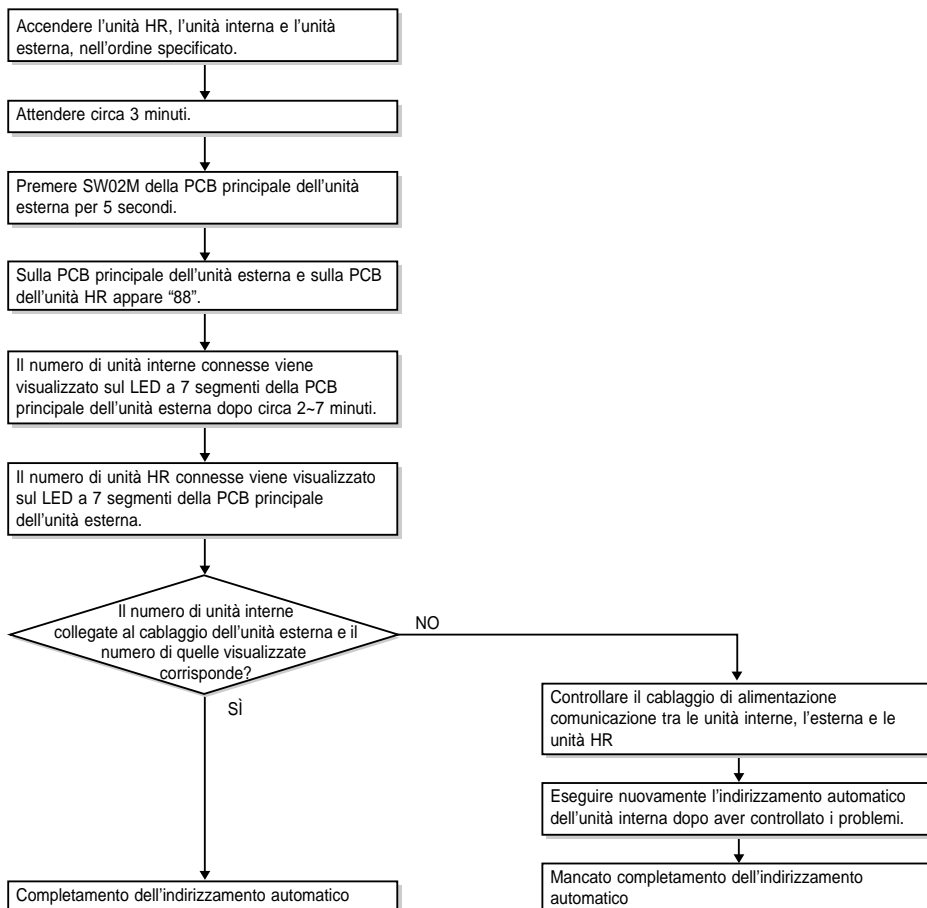 Accendere l'unità HR, l'unità interna e l'unità
esterna, nell'ordine specificato.
Attendere circa 3 minuti.
Premere SW02M della PCB principale dell'unità
esterna per 5 secondi.
Sulla PCB principale dell'unità esterna e sulla PCB
dell'unità HR appare “88”.
Il numero di unità interne connesse viene
visualizzato sul LED a 7 segmenti della PCB
principale dell'unità esterna dopo circa 2~7 minuti.
Il numero di unità HR connesse viene visualizzato
sul LED a 7 segmenti della PCB principale
dell'unità esterna.
Il numero di unità interne
collegate al cablaggio dell'unità esterna e il
numero di quelle visualizzate
corrisponde?
NO
SÌ
Controllare il cablaggio di alimentazione
comunicazione tra le unità interne, l'esterna e le
unità HR
Eseguire nuovamente l'indirizzamento automatico
dell'unità interna dopo aver controllato i problemi.
Completamento dell'indirizzamento automatico
Mancato completamento dell'indirizzamento
automatico